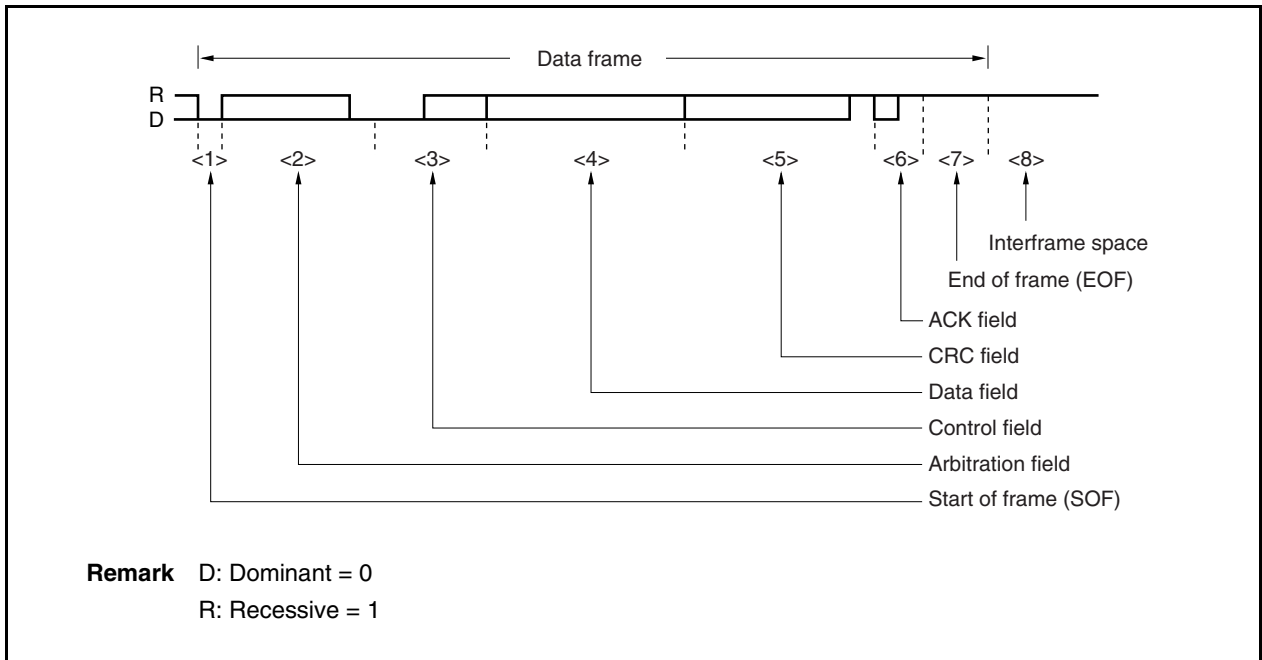 Data frame
R
D
<1> <2> <3> <4> <5> <6> <7> <8>
Interframe space
End of frame (EOF)
ACK field
CRC field
Data field
Control field
Arbitration field
Start of frame (SOF)
Remark D: Dominant = 0
R: Recessive = 1